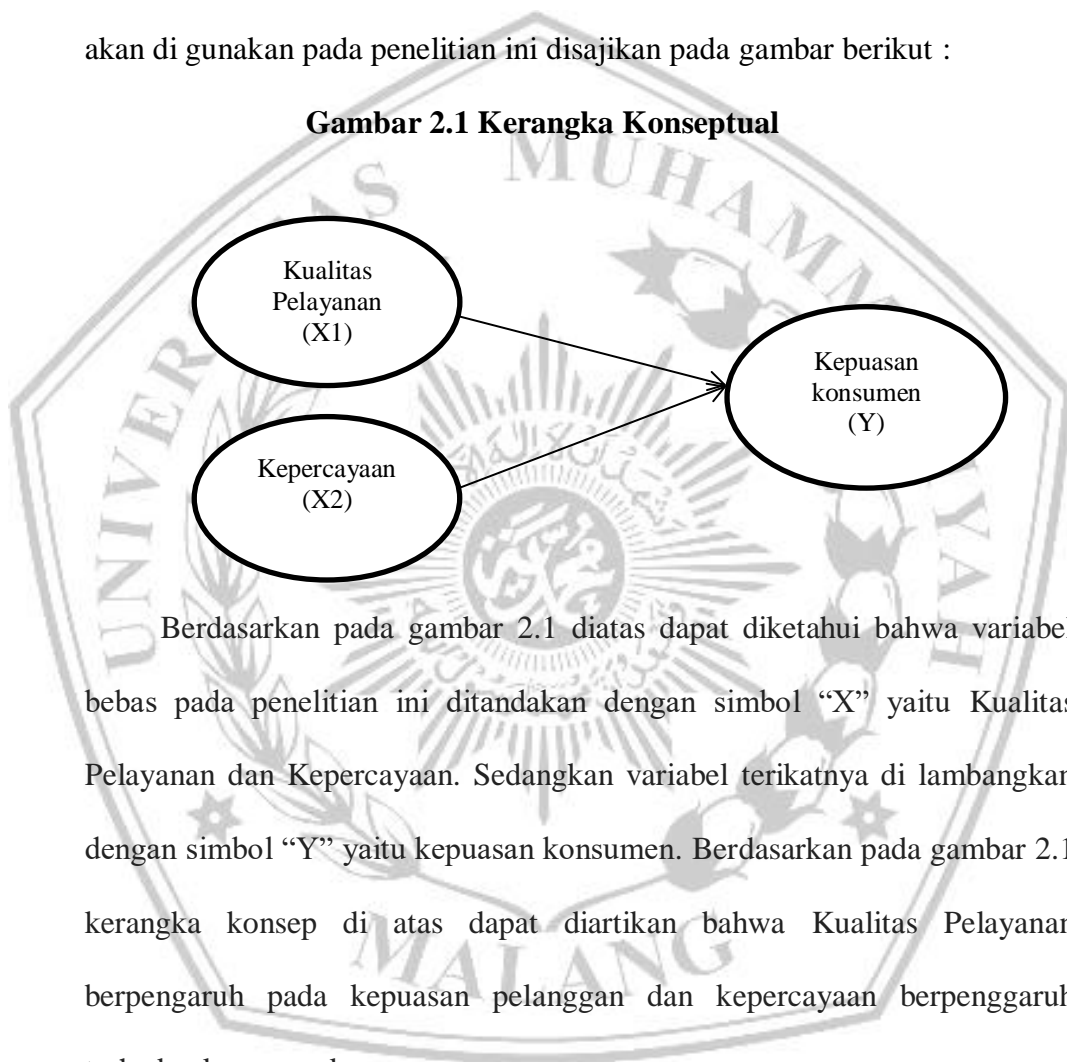 akan di gunakan pada penelitian ini disajikan pada gambar berikut :
Gambar 2.1 Kerangka Konseptual
Kualitas
Pelayanan
(X1)
Kepuasan
konsumen
(Y)
Kepercayaan
(X2)
Berdasarkan pada gambar 2.1 diatas dapat diketahui bahwa variabel
bebas pada penelitian ini ditandakan dengan simbol “X” yaitu Kualitas
Pelayanan dan Kepercayaan. Sedangkan variabel terikatnya di lambangkan
dengan simbol “Y” yaitu kepuasan konsumen. Berdasarkan pada gambar 2.1
kerangka konsep di atas dapat diartikan bahwa Kualitas Pelayanan
berpengaruh pada kepuasan pelanggan dan kepercayaan berpenggaruh
UNIVERSITAS MUHAMMADIYAH
MALANG